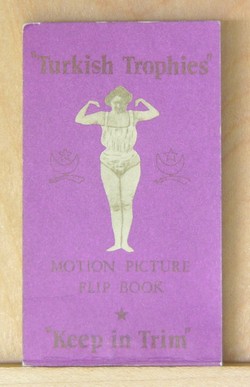 "Turkish Trophies"
MOTION PICTURE
FLIP BOOK
"Keep in Trim"